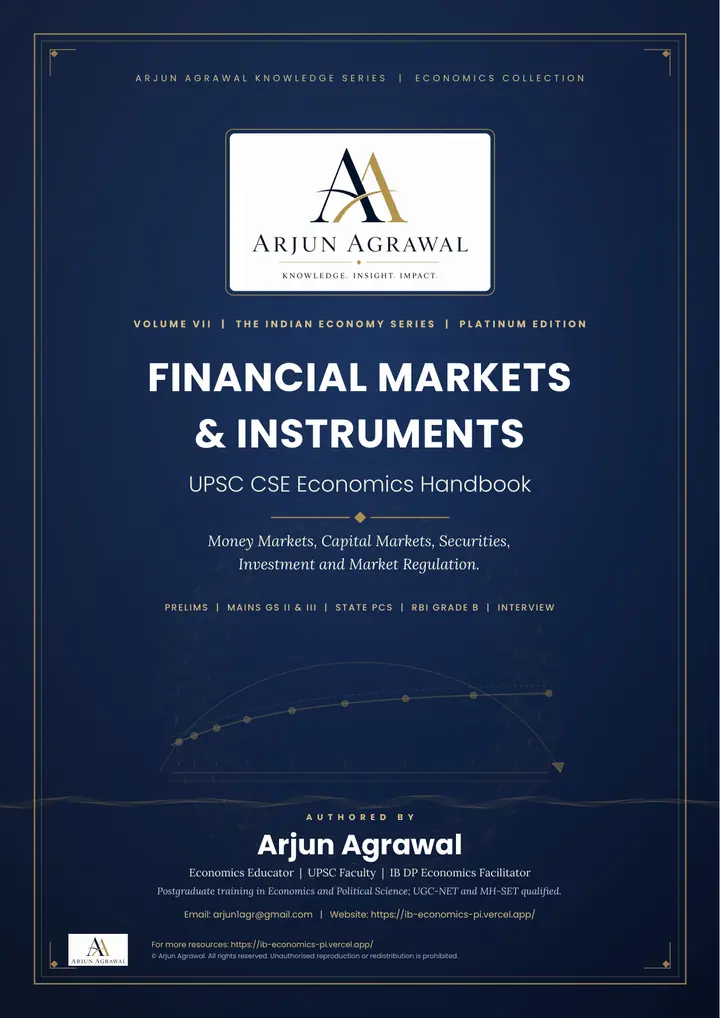 ARJUN AGRAWAL KNOWLEDGE SERIES | ECONOMICS COLLECTION
AA
ARJUN AGRAWAL
KNOWLEDGE. INSIGHT. IMPACT.
VOLUME VII | THE INDIAN ECONOMY SERIES | PLATINUM EDITION
FINANCIAL MARKETS
& INSTRUMENTS
UPSC CSE Economics Handbook
Money Markets, Capital Markets, Securities,
Investment and Market Regulation.
PRELIMS | MAINS GS II & III | STATE PCS | RBI GRADE B | INTERVIEW
AUTHORED BY
Arjun Agrawal
Economics Educator | UPSC Faculty | IB DP Economics Facilitator
Postgraduate training in Economics and Political Science; UGC-NET and MH-SET qualified.
Email: arjun1agr@gmail.com | Website: https://ib-economics-pi.vercel.app/
AA
ARJUN AGRAWAL
For more resources: https://ib-economics-pi.vercel.app/
© Arjun Agrawal. All rights reserved. Unauthorised reproduction or redistribution is prohibited.